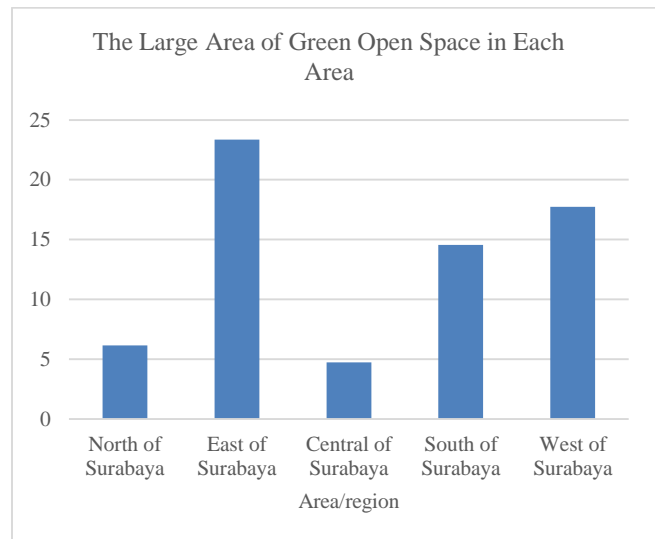 The Large Area of Green Open Space in Each
Area
25
20
15
10
5
0
North of
Surabaya
East of
Surabaya
Central of
Surabaya
South of
Surabaya
West of
Surabaya
Area/region